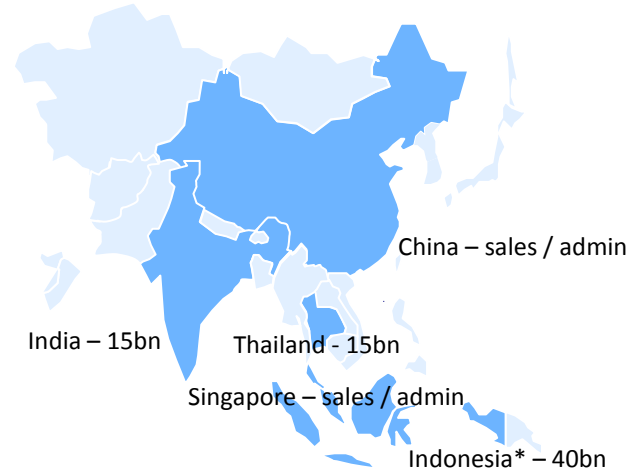 China – sales / admin
India – 15bn
Thailand - 15bn
Singapore – sales / admin
Indonesia* – 40bn